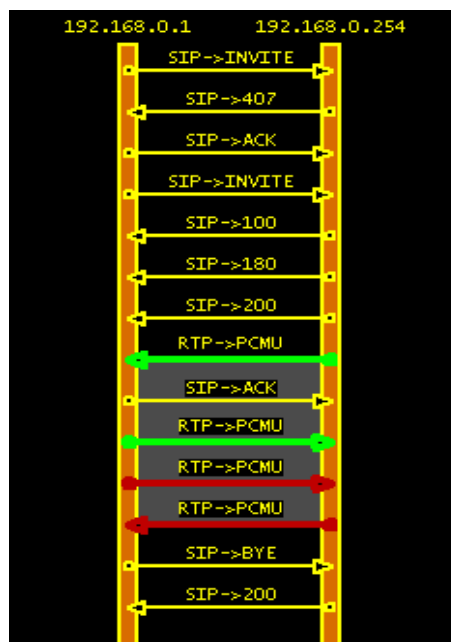 192.168.0.1 192.168.0.254
SIP->INVITE
SIP->407
SIP->ACK
SIP->INVITE
SIP->100
SIP->180
SIP->200
RTP->PCMU
SIP->ACK
RTP->PCMU
RTP->PCMU
RTP->PCMU
SIP->BYE
SIP->200